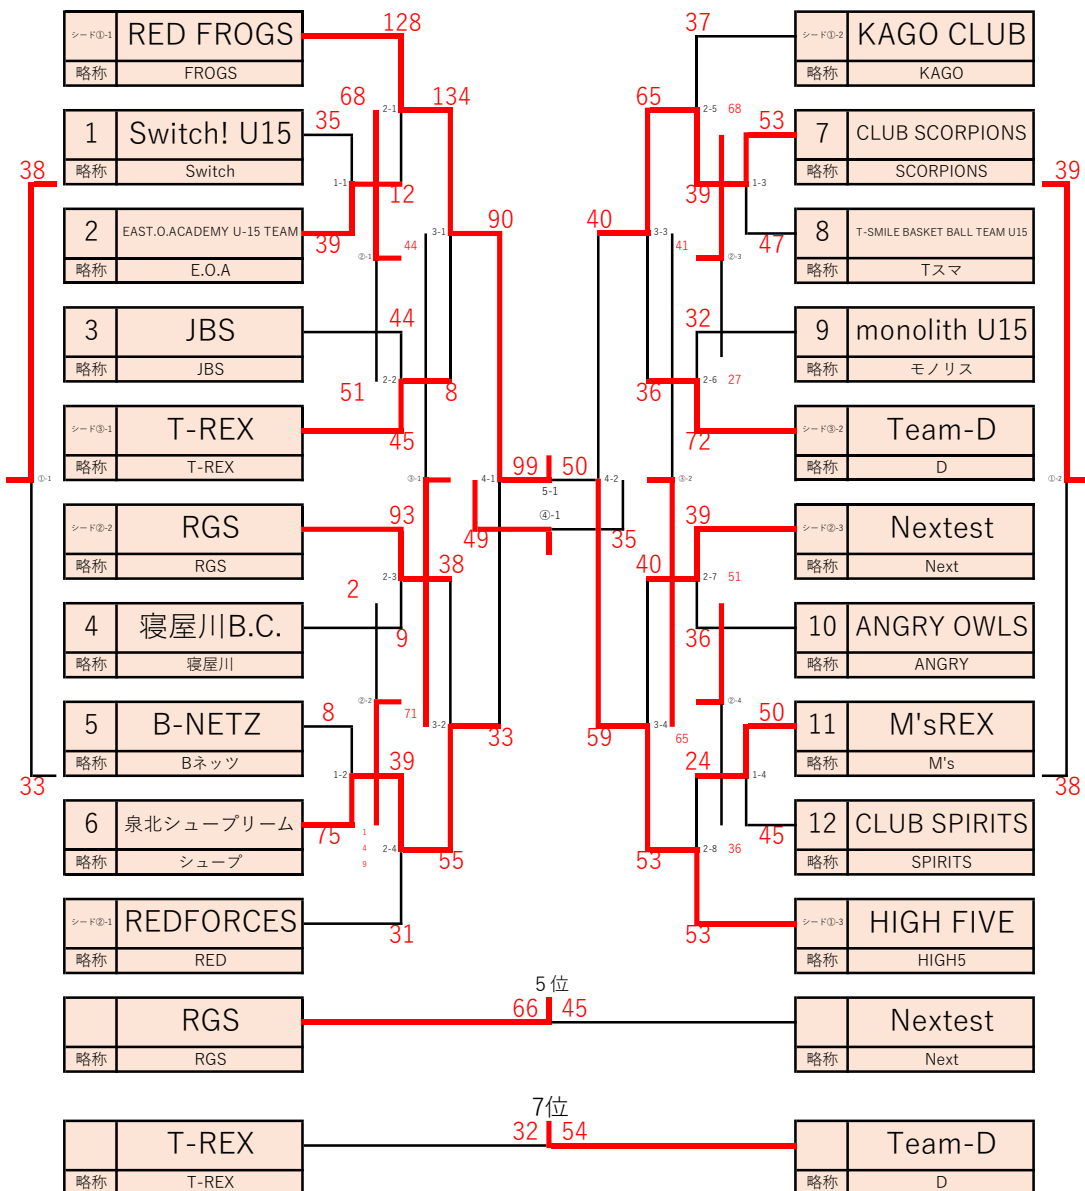 128
37
シード①-1 RED FROGS
シード①-2 KAGO CLUB
略称 FROGS
略称 KAGO
68
134
65
2-1
2-5
68
35
53
1 Switch! U15
7 CLUB SCORPIONS
38
略称 Switch
1-1
12
39
1-3
略称 SCORPIONS
39
90
40
2 EAST.O.ACADEMY U-15 TEAM
39
44
3-1
3-3
41
47
8 T-SMILE BASKET BALL TEAM U15
②-1
②-3
略称 E.O.A
略称 Tスマ
44
32
3 JBS
9 monolith U15
略称 JBS
略称 モノリス
51
2-2
8
36
2-6
27
シード③-1 T-REX
45
72
シード③-2 Team-D
略称 T-REX
略称 D
①-1
③-1
4-1
99 50
5-1
4-2
③-2
①-2
④-1
シード②-2 RGS
93
49
35
39
シード②-3 Nextest
略称 RGS
略称 Next
38
40
2
2-3
2-7
51
4 寝屋川B.C.
9
36
10 ANGRY OWLS
略称 寝屋川
略称 ANGRY
②-2
②-4
8
71
50
5 B-NETZ
3-2
33
59
3-4
65
11 M'sREX
略称 Bネッツ
略称 M's
33
1-2
39
24
1-4
38
6 泉北シュープリーム
75
45
12 CLUB SPIRITS
1
4
9
2-4
55
53
2-8
36
略称 シュープ
略称 SPIRITS
シード②-1 REDFORCES
31
53
シード①-3 HIGH FIVE
略称 RED
略称 HIGH5
5位
66 45
RGS
Nextest
略称 RGS
略称 Next
7位
32 54
T-REX
Team-D
略称 T-REX
略称 D